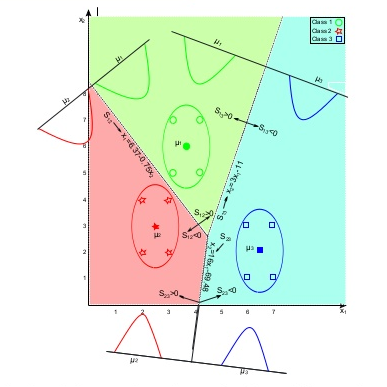 x₂
Class 1
Class 2
Class 3
μ₁
μ₁
μ₂
μ₃
8
7
6
5
4
3
2
1
S₁₃>0
S₁₃<0
S₁₂
μ₁
S₁₃
x₂=3x₁-11
S₁₂>0
S₁₂<0
S₂₃
μ₂
μ₃
S₂₃>0
S₂₃<0
1
2
3
4
5
6
7
x₁
μ₂
μ₃